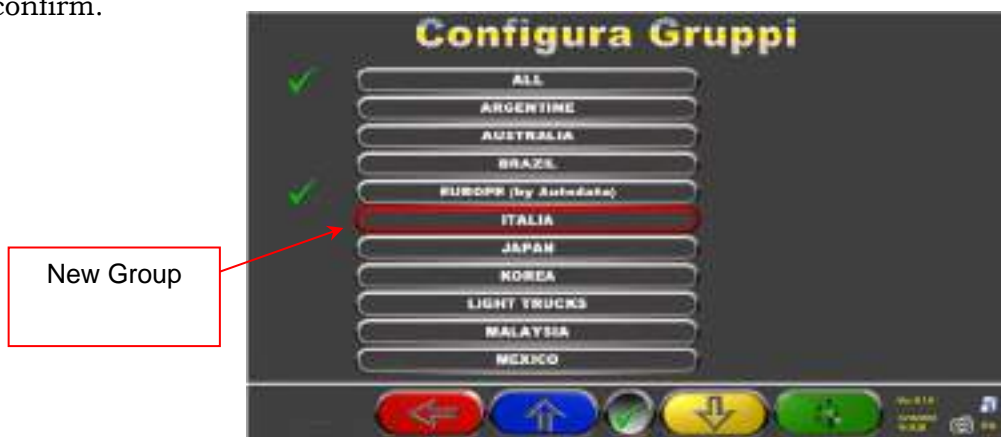 confirm.
Configura Gruppi
ALL
ARGENTINE
AUSTRALIA
BRAZIL
EUROPE (by Autodata)
ITALIA
JAPAN
KOREA
LIGHT TRUCKS
MALAYSIA
MEXICO
New Group